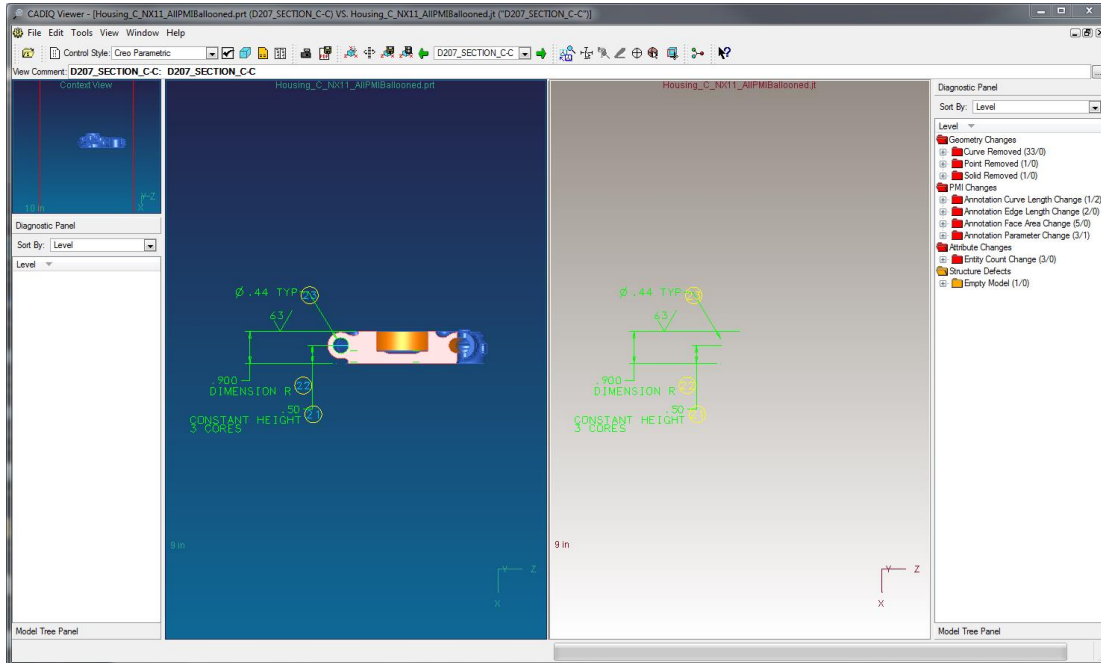 CADIQ Viewer - [Housing_C_NX11_AllPMIBallooned.prt (D207_SECTION_C-C) VS. Housing_C_NX11_AllPMIBallooned.jt ("D207_SECTION_C-C")]
File Edit Tools View Window Help
Control Style: Creo Parametric
D207_SECTION_C-C
View Comment: D207_SECTION_C-C: D207_SECTION_C-C
Context View
10 in
Y-Z
X
Diagnostic Panel
Sort By: Level
Level
Model Tree Panel
Housing_C_NX11_AllPMIBallooned.prt
Ø.44 TYP
23
63
.900
DIMENSION R
22
.50
21
CONSTANT HEIGHT
3 CORES
9 in
Y Z
X
Housing_C_NX11_AllPMIBallooned.jt
Ø.44 TYP
23
63
.900
DIMENSION R
22
.50
21
CONSTANT HEIGHT
3 CORES
9 in
Y Z
X
Diagnostic Panel
Sort By: Level
Level
Geometry Changes
Curve Removed (33/0)
Point Removed (1/0)
Solid Removed (1/0)
PMI Changes
Annotation Curve Length Change (1/2)
Annotation Edge Length Change (2/0)
Annotation Face Area Change (5/0)
Annotation Parameter Change (3/1)
Attribute Changes
Entity Count Change (3/0)
Structure Defects
Empty Model (1/0)
Model Tree Panel